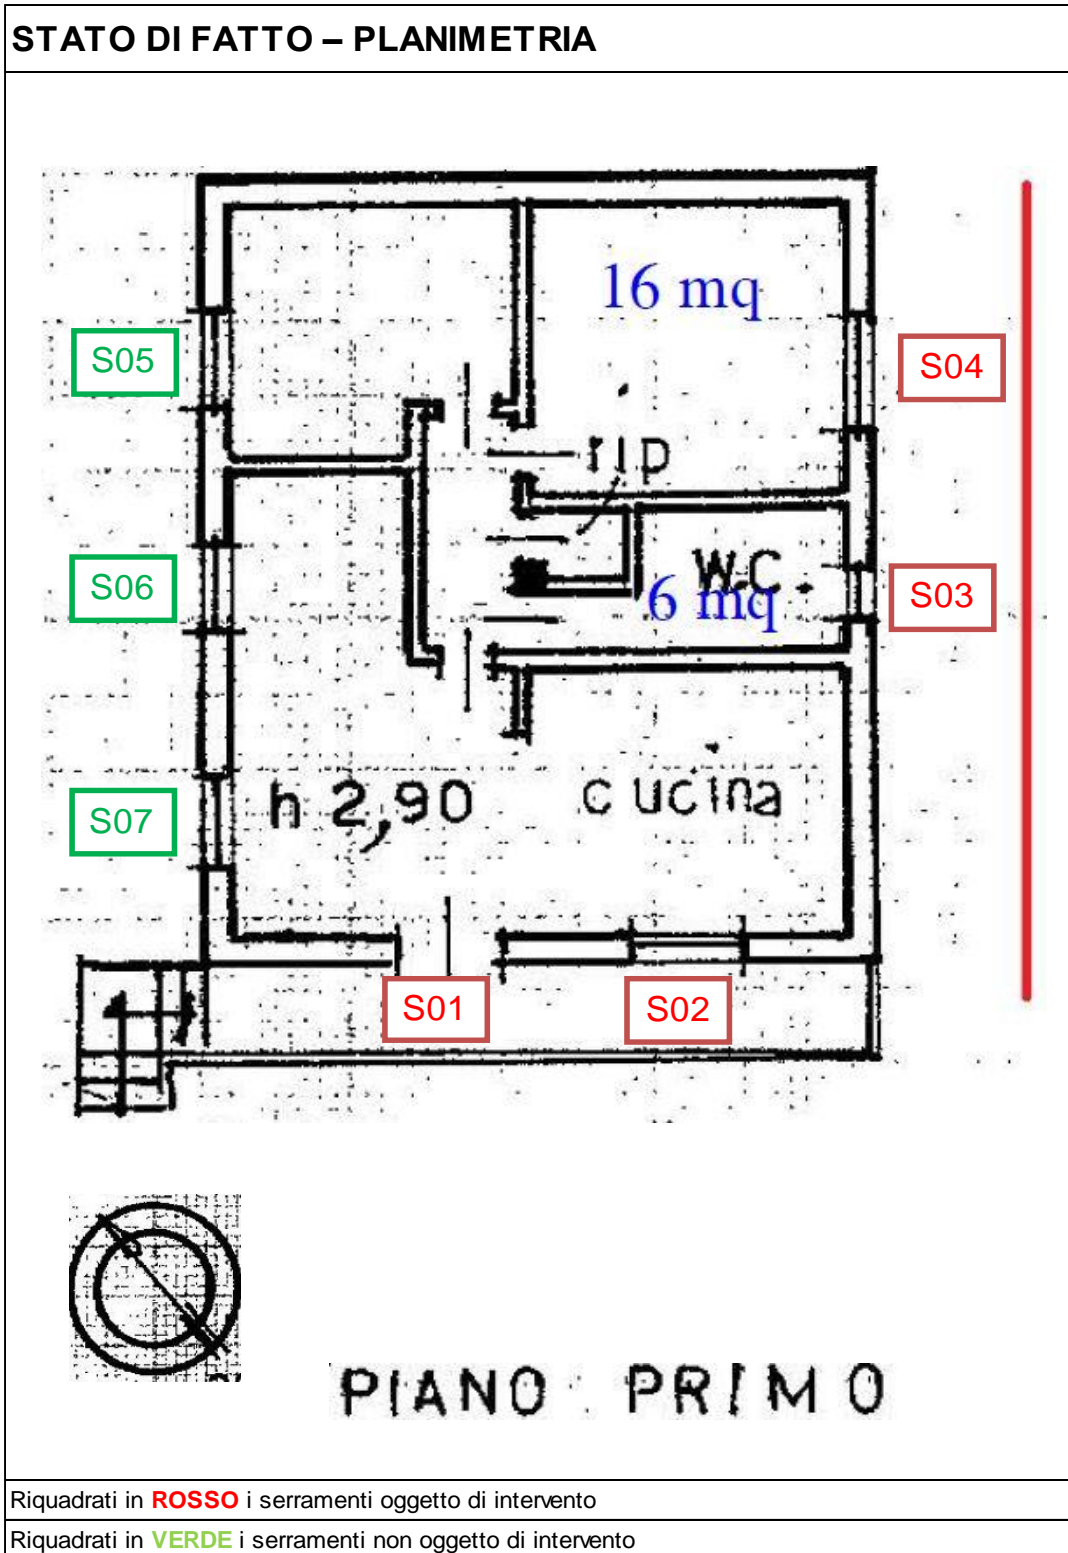 STATO DI FATTO – PLANIMETRIA
16 mq
S05
S04
rip
W.C.
S06
6 mq
S03
h 2,90
cucina
S07
S01
S02
PIANO PRIMO
Riquadrati in ROSSO i serramenti oggetto di intervento
Riquadrati in VERDE i serramenti non oggetto di intervento